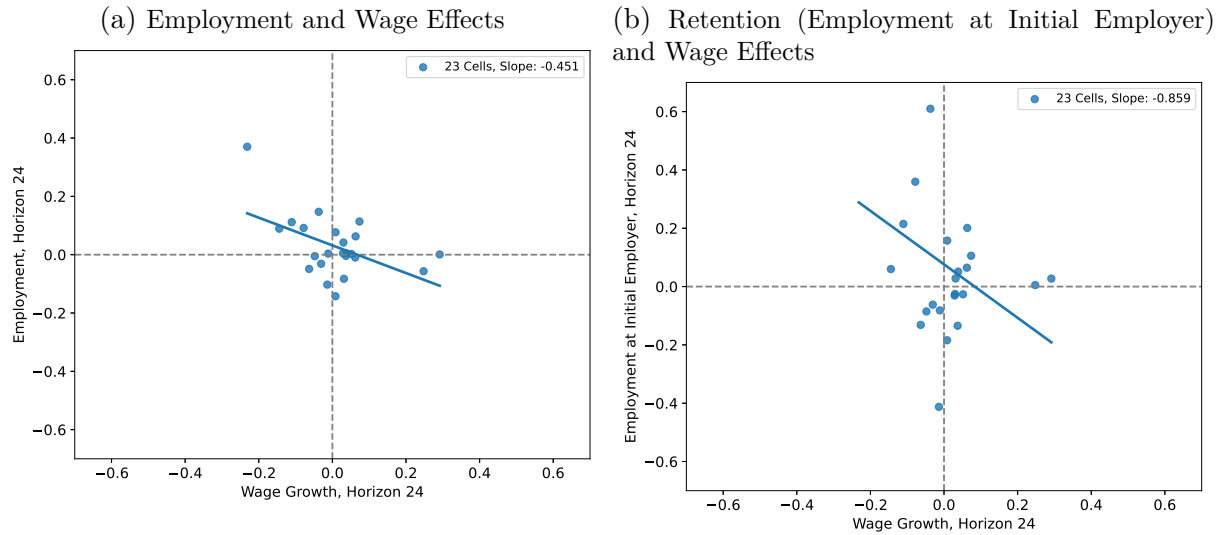 (a) Employment and Wage Effects
23 Cells, Slope: -0.451
0.6
0.4
0.2
0.0
−0.2
−0.4
−0.6
Employment, Horizon 24
−0.6 −0.4 −0.2 0.0 0.2 0.4 0.6
Wage Growth, Horizon 24
(b) Retention (Employment at Initial Employer)
and Wage Effects
23 Cells, Slope: -0.859
0.6
0.4
0.2
0.0
−0.2
−0.4
−0.6
Employment at Initial Employer, Horizon 24
−0.6 −0.4 −0.2 0.0 0.2 0.4 0.6
Wage Growth, Horizon 24